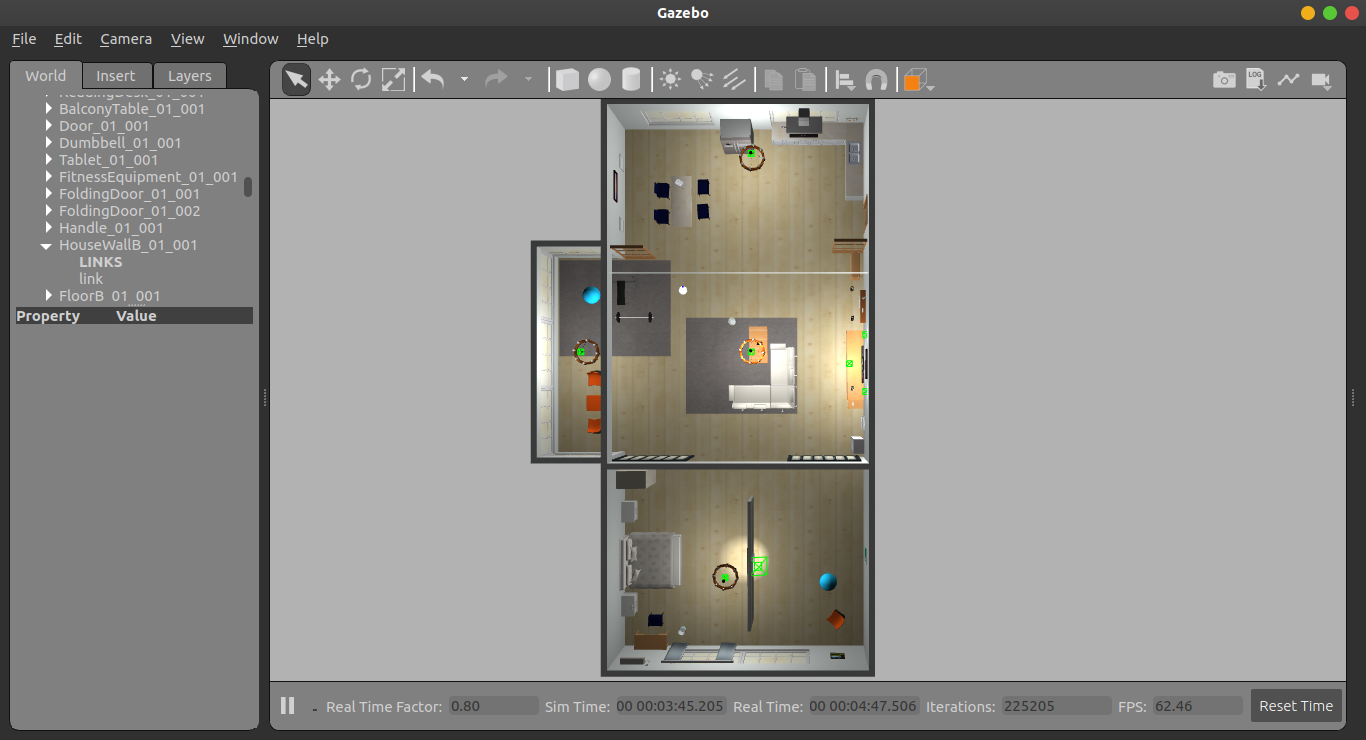 Gazebo
File Edit Camera View Window Help
World Insert Layers
ReadingDesk_01_001
BalconyTable_01_001
Door_01_001
Dumbbell_01_001
Tablet_01_001
FitnessEquipment_01_001
FoldingDoor_01_001
FoldingDoor_01_002
Handle_01_001
HouseWallB_01_001
LINKS
link
FloorB_01_001
Property Value
LOG
Real Time Factor: 0.80 Sim Time: 00 00:03:45.205 Real Time: 00 00:04:47.506 Iterations: 225205 FPS: 62.46 Reset Time